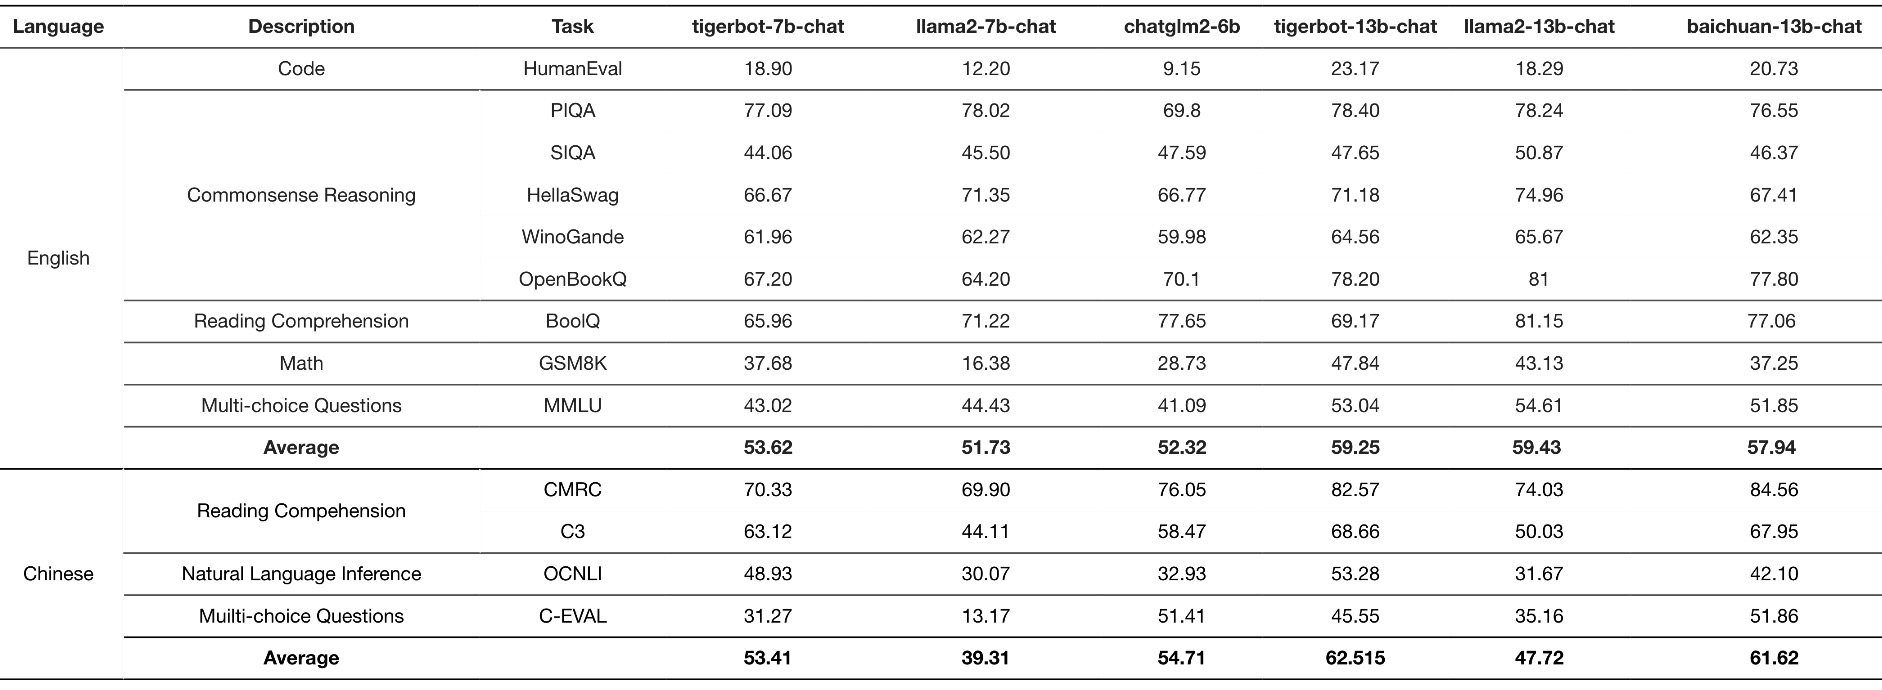 Language Description Task tigerbot-7b-chat llama2-7b-chat chatglm2-6b tigerbot-13b-chat llama2-13b-chat baichuan-13b-chat
Code HumanEval 18.90 12.20 9.15 23.17 18.29 20.73
PIQA 77.09 78.02 69.8 78.40 78.24 76.55
SIQA 44.06 45.50 47.59 47.65 50.87 46.37
Commonsense Reasoning HellaSwag 66.67 71.35 66.77 71.18 74.96 67.41
WinoGande 61.96 62.27 59.98 64.56 65.67 62.35
English
OpenBookQ 67.20 64.20 70.1 78.20 81 77.80
Reading Comprehension BoolQ 65.96 71.22 77.65 69.17 81.15 77.06
Math GSM8K 37.68 16.38 28.73 47.84 43.13 37.25
Multi-choice Questions MMLU 43.02 44.43 41.09 53.04 54.61 51.85
Average 53.62 51.73 52.32 59.25 59.43 57.94
CMRC 70.33 69.90 76.05 82.57 74.03 84.56
Reading Compehension
C3 63.12 44.11 58.47 68.66 50.03 67.95
Chinese Natural Language Inference OCNLI 48.93 30.07 32.93 53.28 31.67 42.10
Muilti-choice Questions C-EVAL 31.27 13.17 51.41 45.55 35.16 51.86
Average 53.41 39.31 54.71 62.515 47.72 61.62